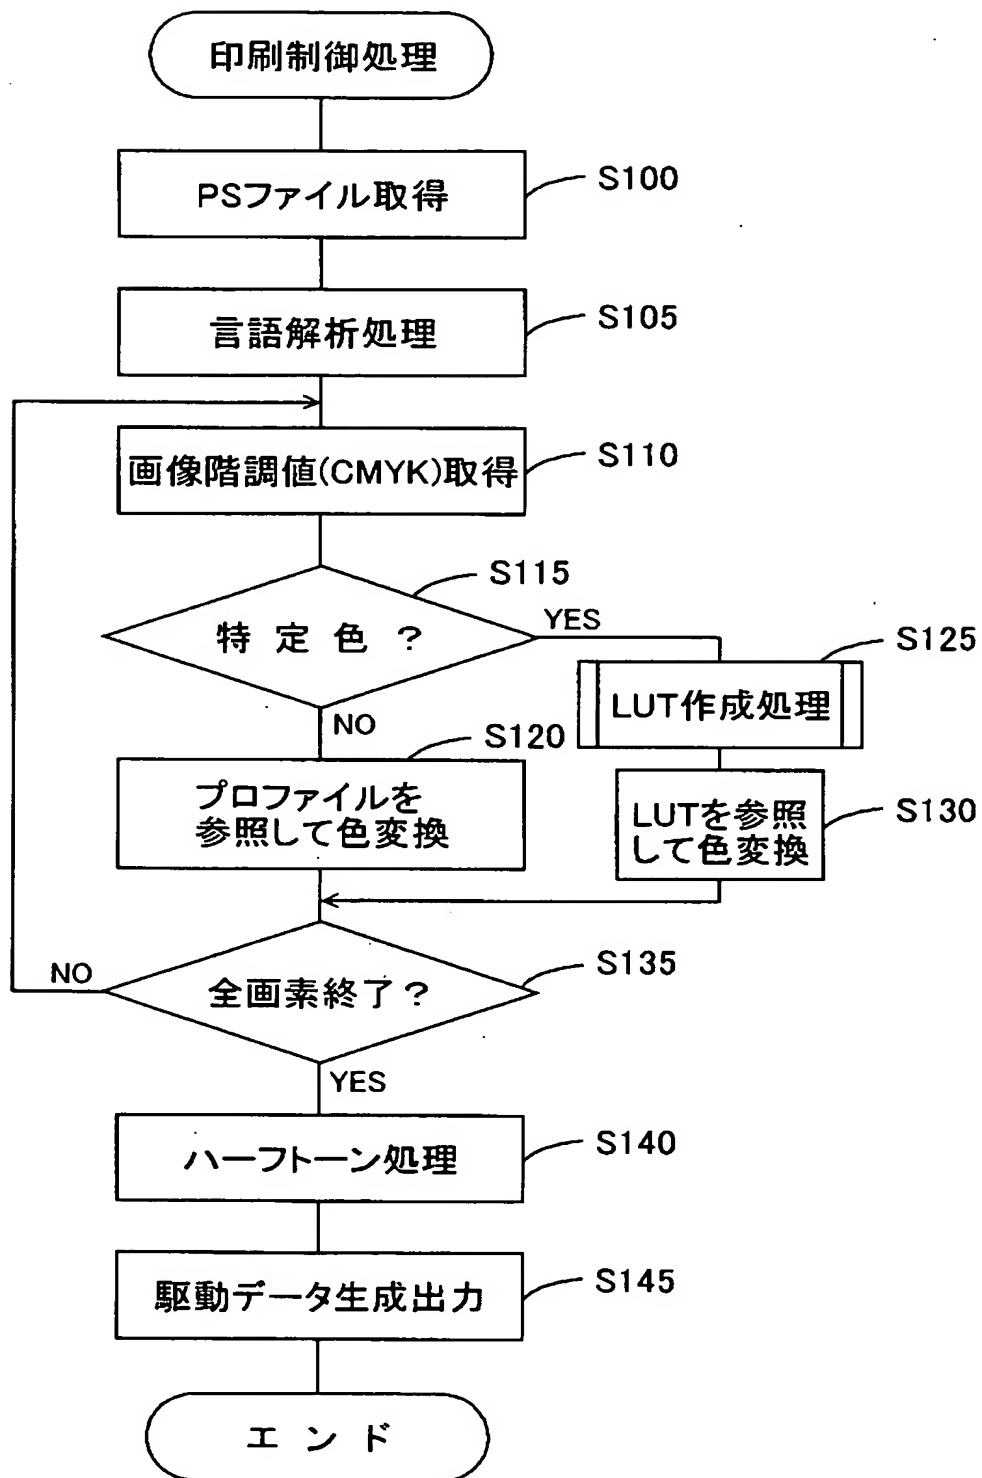 印刷制御処理
PSファイル取得
S100
言語解析処理
S105
画像階調値(CMYK)取得
S110
特定色?
S115
YES
NO
LUT作成処理
S125
S120
プロファイルを
参照して色変換
LUTを参照
して色変換
S130
全画素終了?
S135
NO
YES
ハーフトーン処理
S140
駆動データ生成出力
S145
エンド